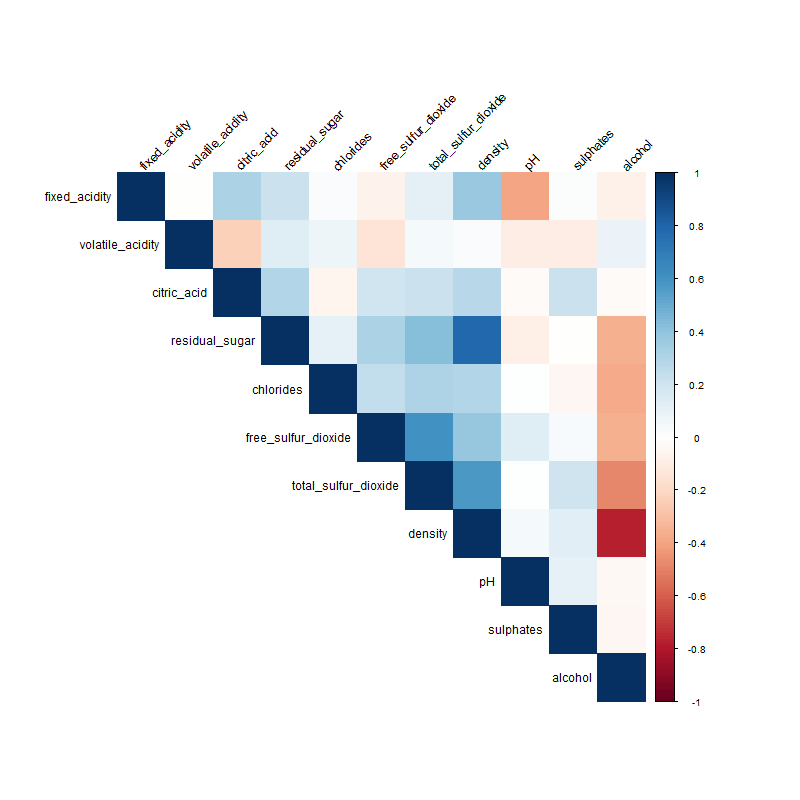 fixed_acidity
volatile_acidity
citric_acid
residual_sugar
chlorides
free_sulfur_dioxide
total_sulfur_dioxide
density
pH
sulphates
alcohol
fixed_acidity
volatile_acidity
citric_acid
residual_sugar
chlorides
free_sulfur_dioxide
total_sulfur_dioxide
density
pH
sulphates
alcohol
1
0.8
0.6
0.4
0.2
0
-0.2
-0.4
-0.6
-0.8
-1